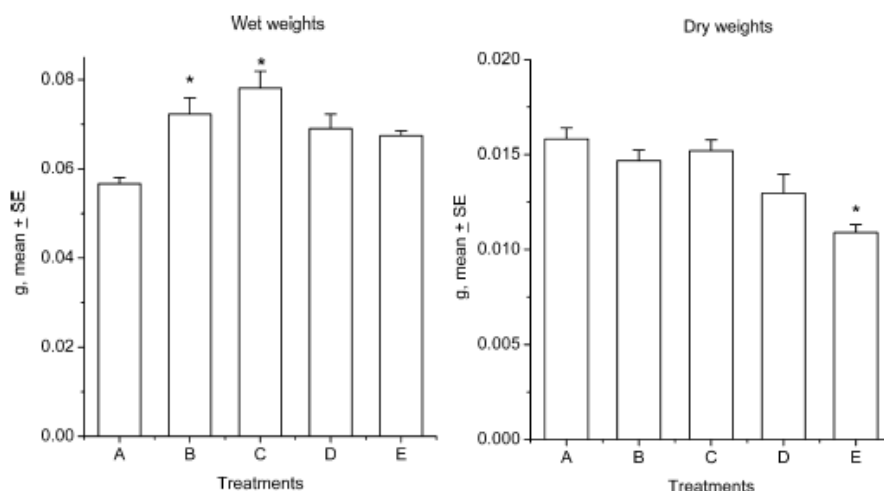 Wet weights
g, mean ± SE
0.08
0.06
0.04
0.02
0.00
*
*
A B C D E
Treatments
Dry weights
g, mean ± SE
0.020
0.015
0.010
0.005
0.000
*
A B C D E
Treatments